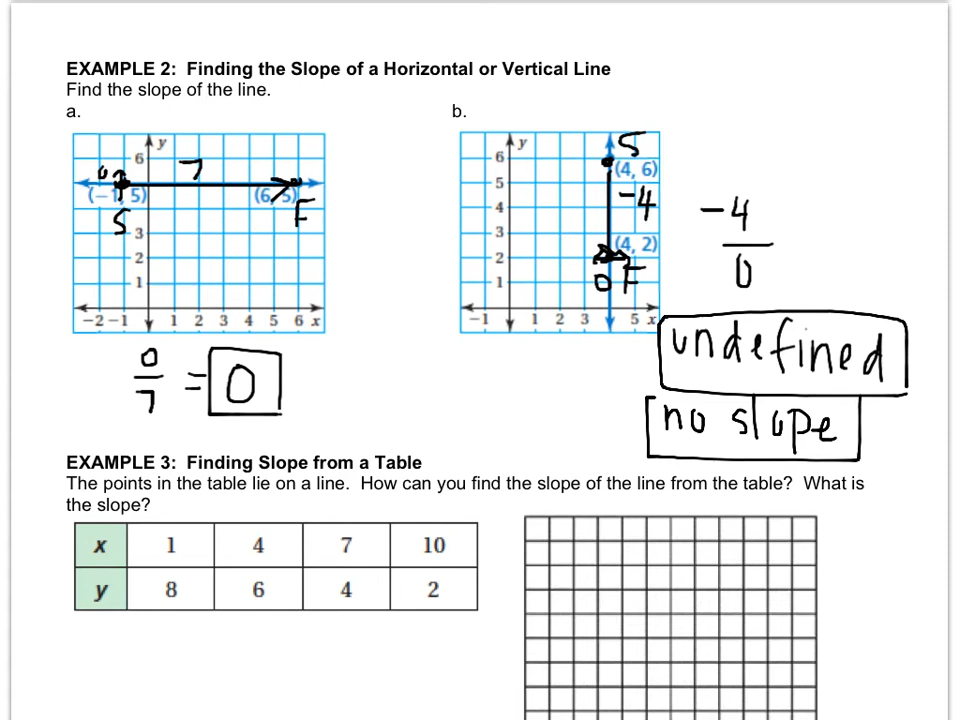 EXAMPLE 2: Finding the Slope of a Horizontal or Vertical Line
Find the slope of the line.
a.
b.
y
6
0
7
(−1, 5)
(6, 5)
S
F
3
2
1
−2 −1 1 2 3 4 5 6 x
0
7
= 0
y
6
5
4
3
2
1
S
(4, 6)
−4
(4, 2)
0 F
−1 1 2 3 5 x
−4
0
undefined
no slope
EXAMPLE 3: Finding Slope from a Table
The points in the table lie on a line. How can you find the slope of the line from the table? What is
the slope?
x 1 4 7 10
y 8 6 4 2